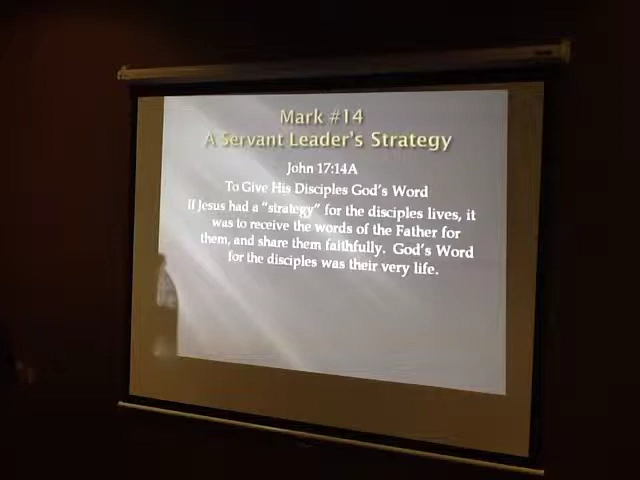 Mark #14
A Servant Leader's Strategy
John 17:14A
To Give His Disciples God's Word
If Jesus had a "strategy" for the disciples lives, it
was to receive the words of the Father for
them, and share them faithfully. God's Word
for the disciples was their very life.